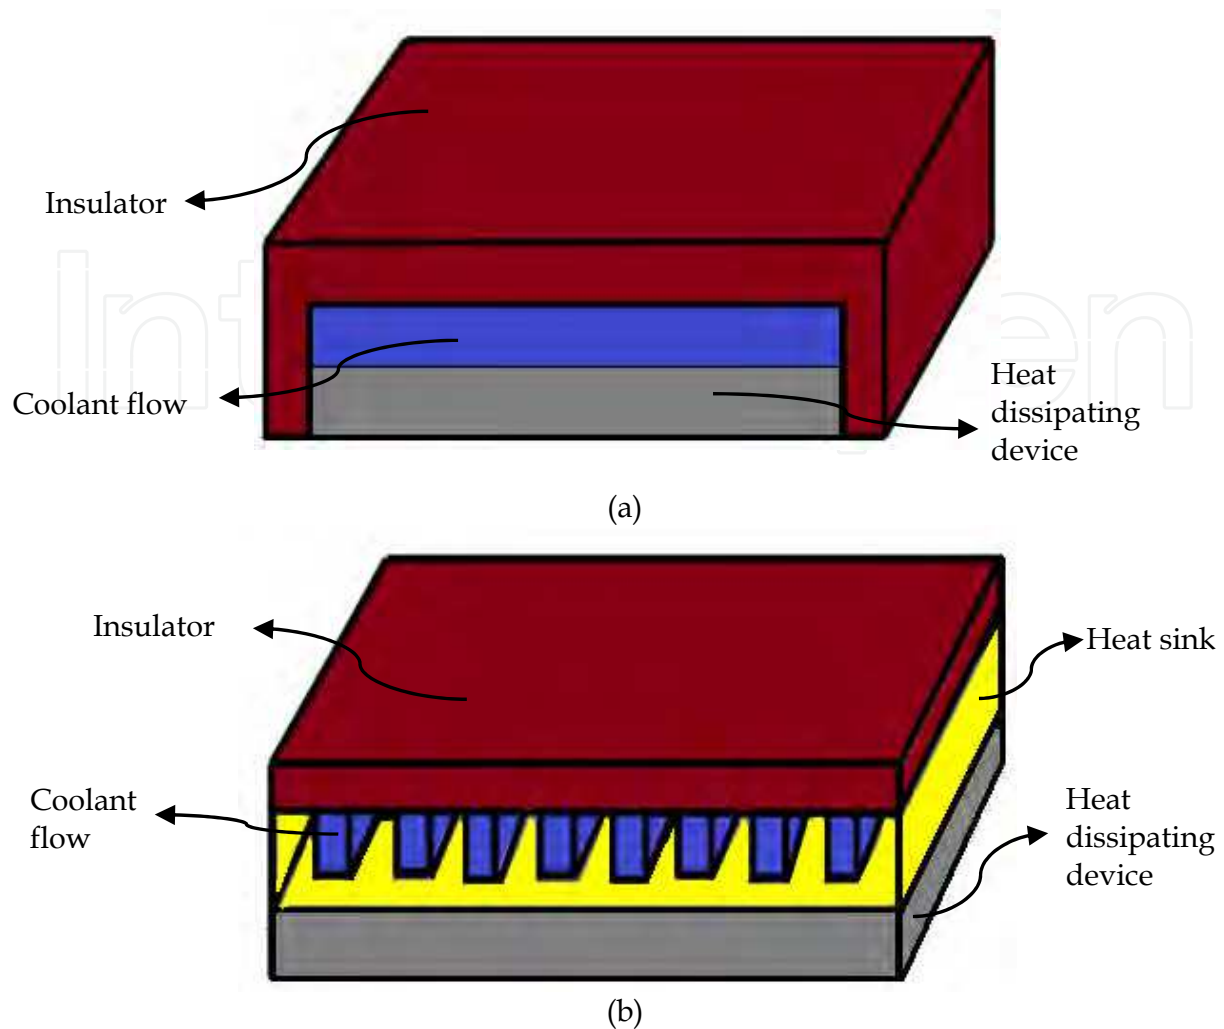 Insulator
Coolant flow
Heat
dissipating
device
(a)
Insulator
Heat sink
Coolant
flow
Heat
dissipating
device
(b)